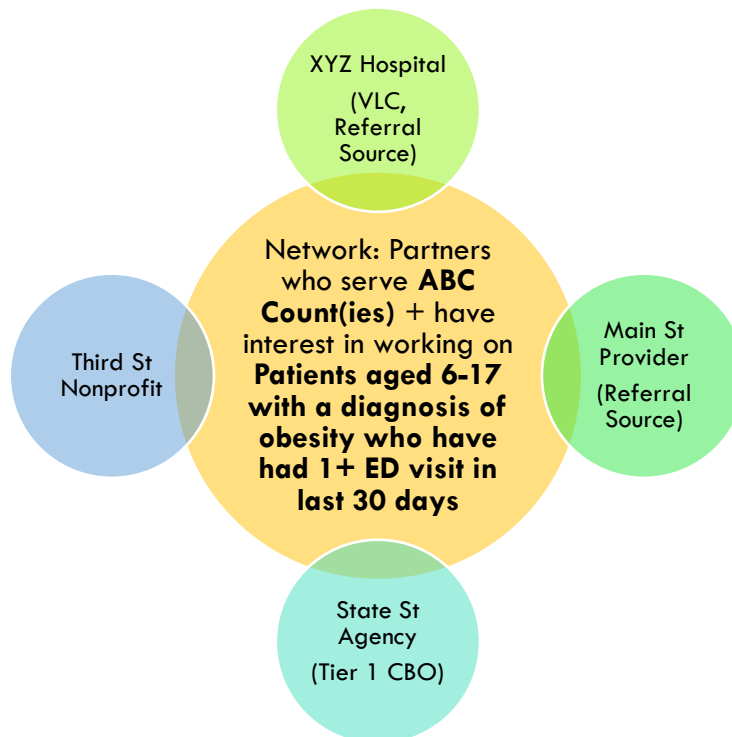 XYZ Hospital
(VLC,
Referral
Source)
Network: Partners
who serve ABC
Count(ies) + have
interest in working on
Patients aged 6-17
with a diagnosis of
obesity who have
had 1+ ED visit in
last 30 days
Third St
Nonprofit
Main St
Provider
(Referral
Source)
State St
Agency
(Tier 1 CBO)